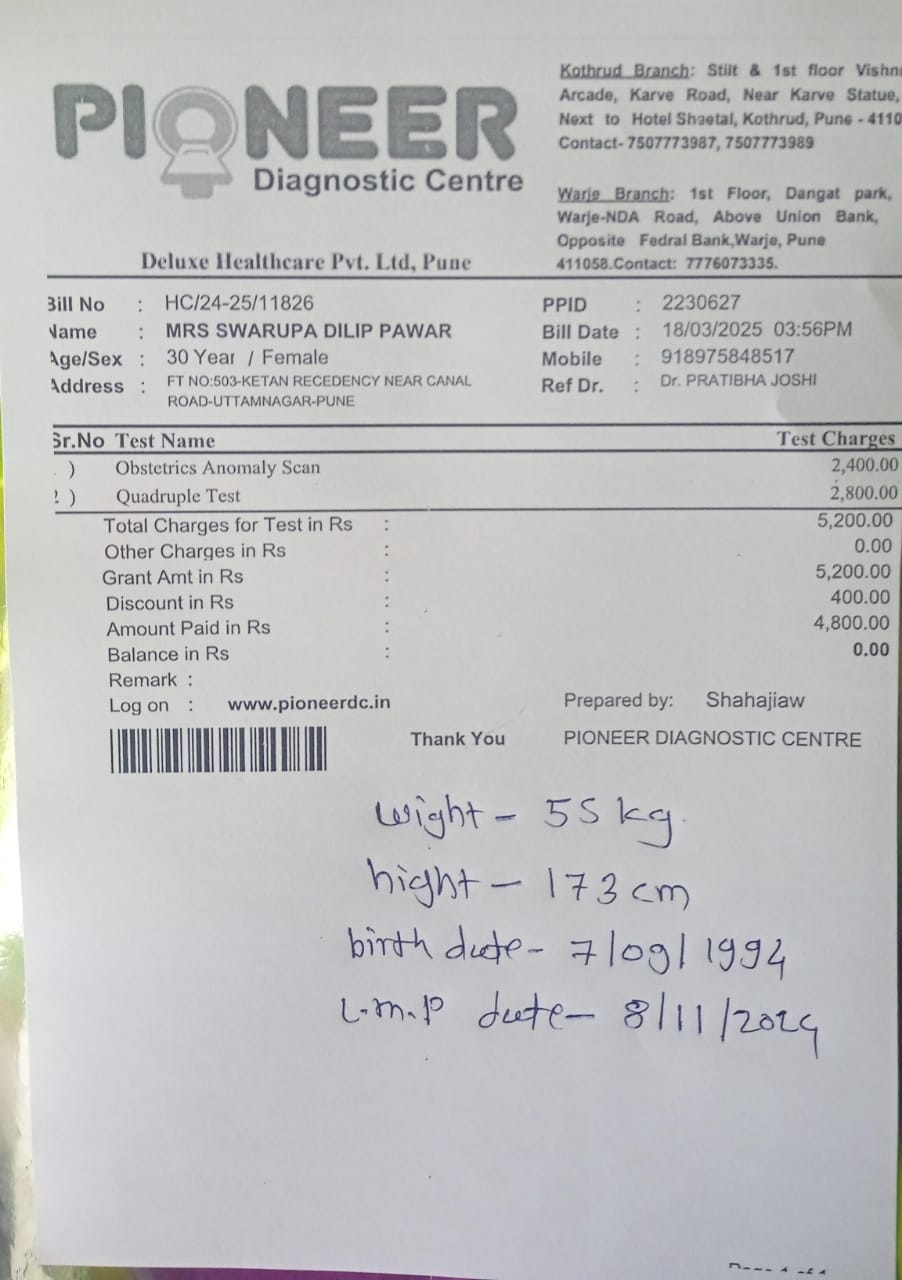 PIONEER
Diagnostic Centre
Deluxe Healthcare Pvt. Ltd, Pune
Kothrud Branch: Stilt & 1st floor
Arcade, Karve Road, Near Karve Statue,
Next to Hotel Shaetal, Kothrud, Pune -
Contact- 7507773987, 7507773989
Warje Branch: 1st Floor, Dangat park,
Warje-NDA Road, Above Union Bank,
Opposite Fedral Bank,Warje, Pune
411058.Contact: 7776073335.
Bill No : HC/24-25/11826
Name : MRS SWARUPA DILIP PAWAR
Age/Sex : 30 Year / Female
Address : FT NO:503-KETAN RECEDENCY NEAR CANAL
ROAD-UTTAMNAGAR-PUNE
PPID : 2230627
Bill Date : 18/03/2025 03:56PM
Mobile : 918975848517
Ref Dr. : Dr. PRATIBHA JOSHI
Sr.No Test Name Test Charges
) Obstetrics Anomaly Scan 2,400.00
) Quadruple Test 2,800.00
Total Charges for Test in Rs : 5,200.00
Other Charges in Rs : 0.00
Grant Amt in Rs : 5,200.00
Discount in Rs : 400.00
Amount Paid in Rs : 4,800.00
Balance in Rs : 0.00
Remark :
Log on : www.pioneerdc.in
Prepared by: Shahajiaw
Thank You PIONEER DIAGNOSTIC CENTRE
wight - 55 kg.
hight - 173 cm
birth dute - 7/09/1994
L.m.p dute - 8/11/2024